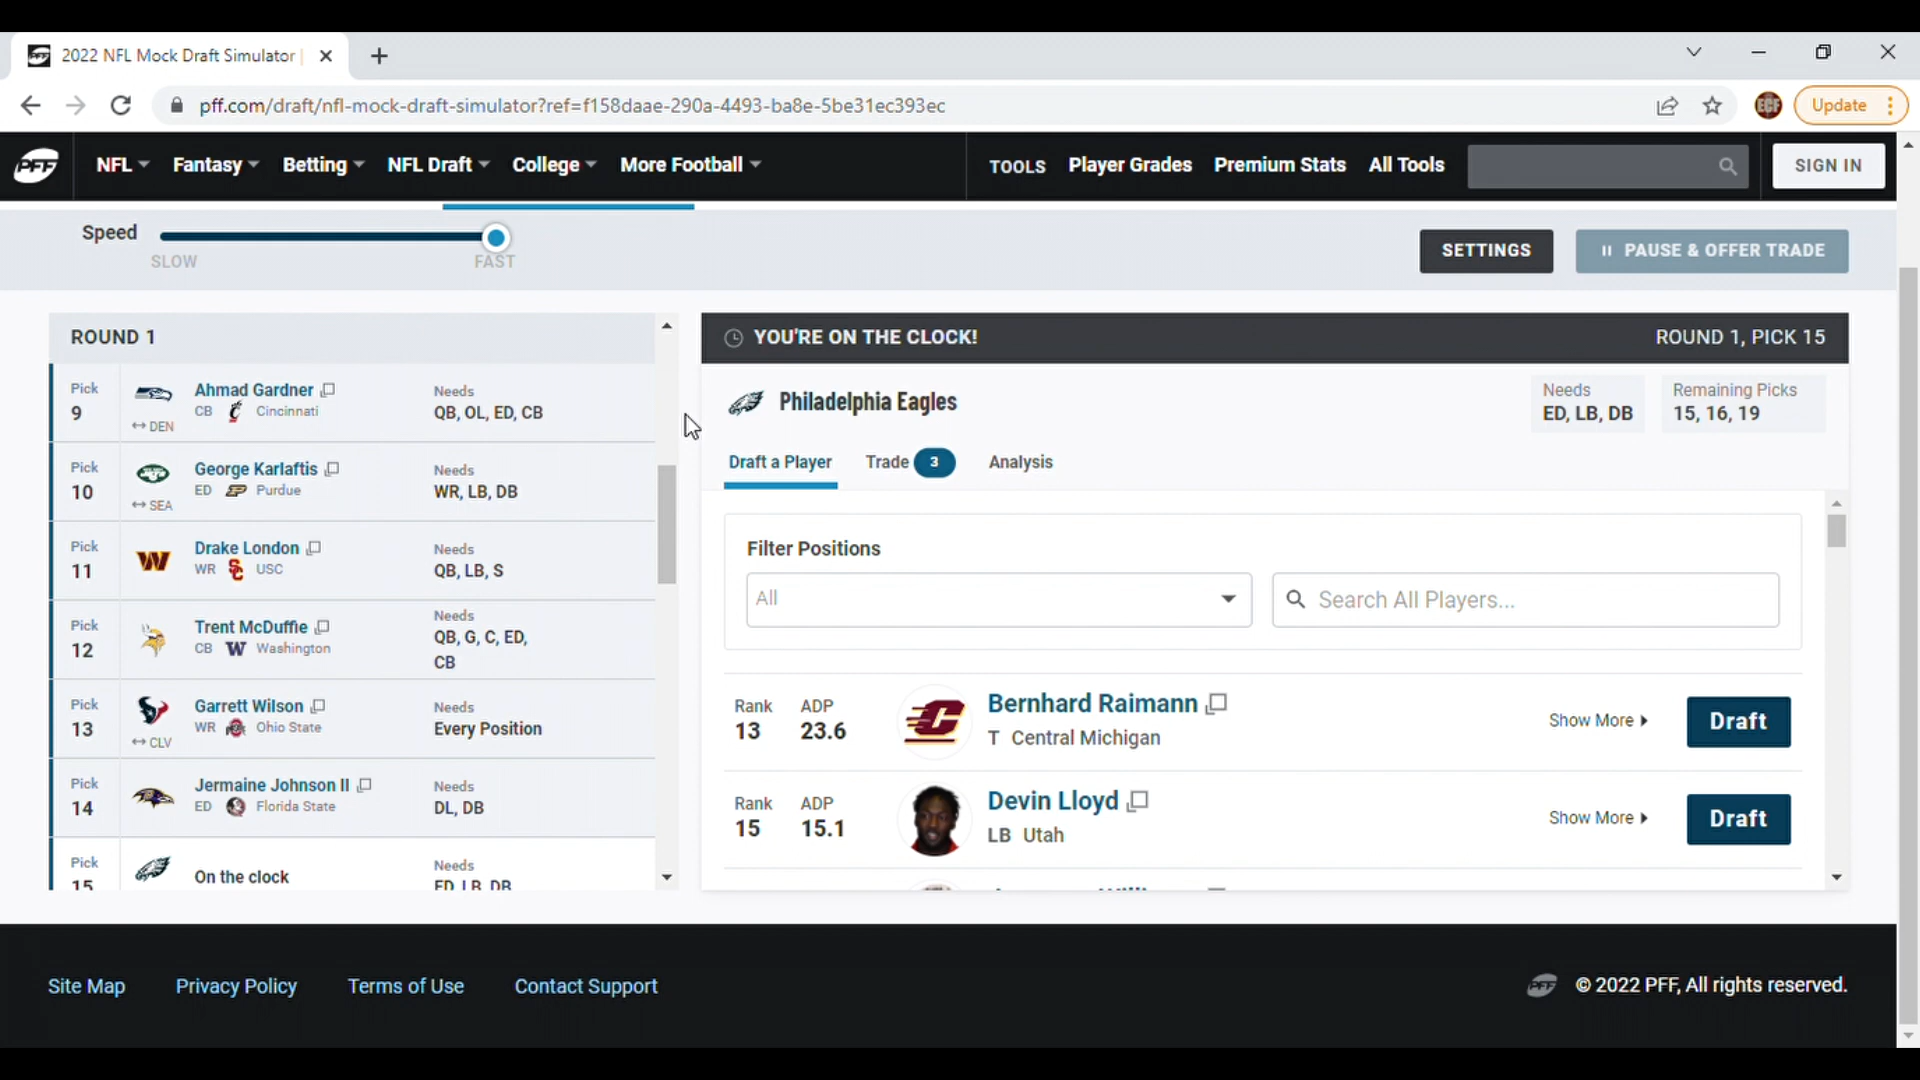 2022 NFL Mock Draft Simulator |
pff.com/draft/nfl-mock-draft-simulator?ref=f158daae-290a-4493-ba8e-5be31ec393ec
ECF
Update
PFF NFL Fantasy Betting NFL Draft College More Football TOOLS Player Grades Premium Stats All Tools SIGN IN
Speed
SLOW FAST
SETTINGS PAUSE & OFFER TRADE
ROUND 1
Pick 9
DEN
Ahmad Gardner
CB Cincinnati
Needs
QB, OL, ED, CB
Pick 10
SEA
George Karlaftis
ED Purdue
Needs
WR, LB, DB
Pick 11
Drake London
WR USC
Needs
QB, LB, S
Pick 12
Trent McDuffie
CB W Washington
Needs
QB, G, C, ED,
CB
Pick 13
CLV
Garrett Wilson
WR Ohio State
Needs
Every Position
Pick 14
Jermaine Johnson II
ED Florida State
Needs
DL, DB
Pick 15
On the clock
Needs
ED, LB, DB
YOU'RE ON THE CLOCK! ROUND 1, PICK 15
Philadelphia Eagles
Needs
ED, LB, DB
Remaining Picks
15, 16, 19
Draft a Player Trade 3 Analysis
Filter Positions
All
Search All Players...
Rank 13
ADP 23.6
Bernhard Raimann
T Central Michigan
Show More Draft
Rank 15
ADP 15.1
Devin Lloyd
LB Utah
Show More Draft
Site Map Privacy Policy Terms of Use Contact Support
PFF © 2022 PFF, All rights reserved.